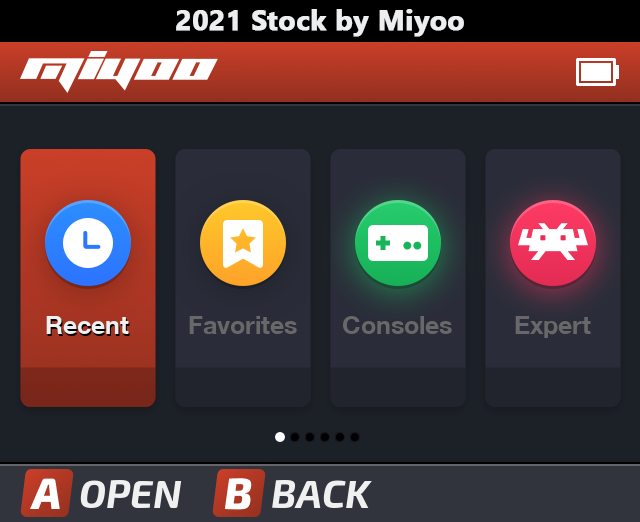 2021 Stock by Miyoo
miyoo
Recent
Favorites
Consoles
Expert
A OPEN B BACK